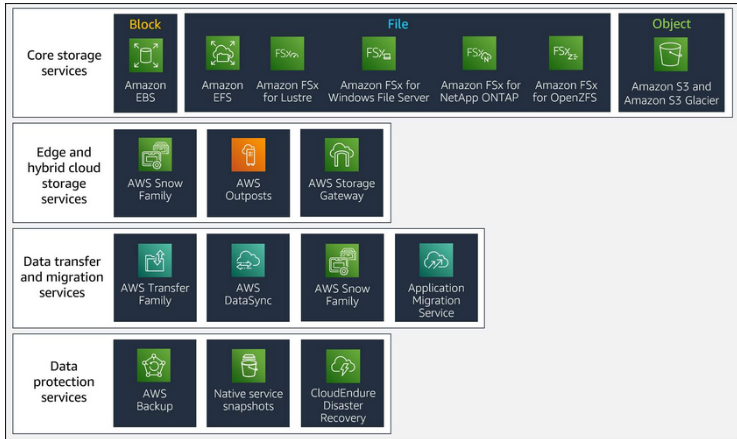 Block
File
Object
Core storage
services
Amazon
EBS
Amazon
EFS
FSx
Amazon FSx
for Lustre
FSx
Amazon FSx for
Windows File Server
FSx
Amazon FSx for
NetApp ONTAP
FSx
Amazon FSx
for OpenZFS
Amazon S3 and
Amazon S3 Glacier
Edge and
hybrid cloud
storage
services
AWS Snow
Family
AWS
Outposts
AWS Storage
Gateway
Data transfer
and migration
services
AWS Transfer
Family
AWS
DataSync
AWS Snow
Family
Application
Migration
Service
Data
protection
services
AWS
Backup
Native service
snapshots
CloudEndure
Disaster
Recovery